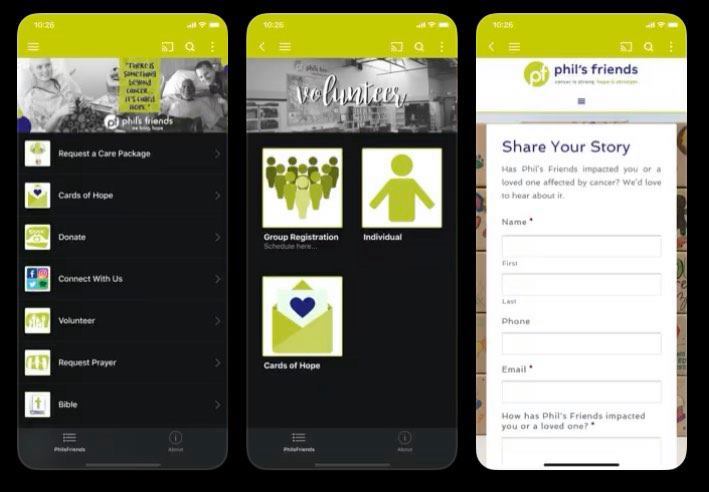 10:26
"THERE IS
SOMETHING
BEYOND
CANCER...
IT'S CALLED
HOPE."
pf phil's friends
Request a Care Package
Cards of Hope
Donate
Connect With Us
Volunteer
Request Prayer
Bible
PhilsFriends
About
10:26
volunteer
Group Registration
Schedule here...
Individual
Cards of Hope
PhilsFriends
About
10:26
pf phil's friends
cancer is strong. hope is stronger.
Share Your Story
Has Phil's Friends impacted you or a
loved one affected by cancer? We'd love
to hear about it.
Name *
First
Last
Phone
Email *
How has Phil's Friends impacted
you or a loved one? *